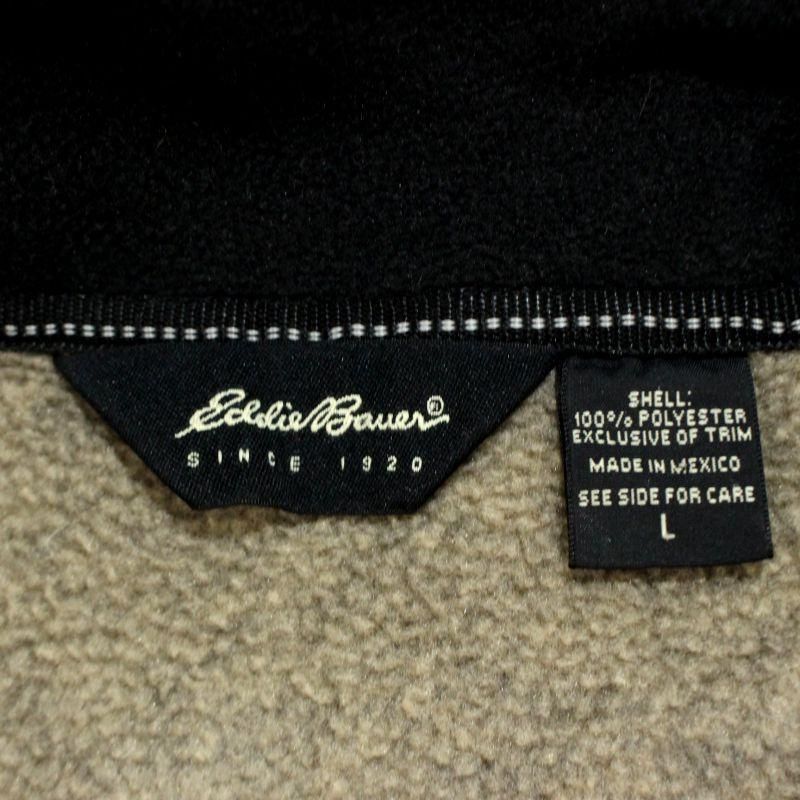 Eddie Bauer®
SINCE 1920
SHELL:
100% POLYESTER
EXCLUSIVE OF TRIM
MADE IN MEXICO
SEE SIDE FOR CARE
L